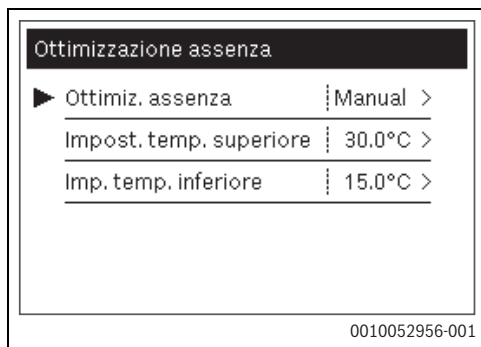 Ottimizzazione assenza
Ottimiz. assenza Manual >
Impost. temp. superiore 30.0°C >
Imp. temp. inferiore 15.0°C >
0010052956-001